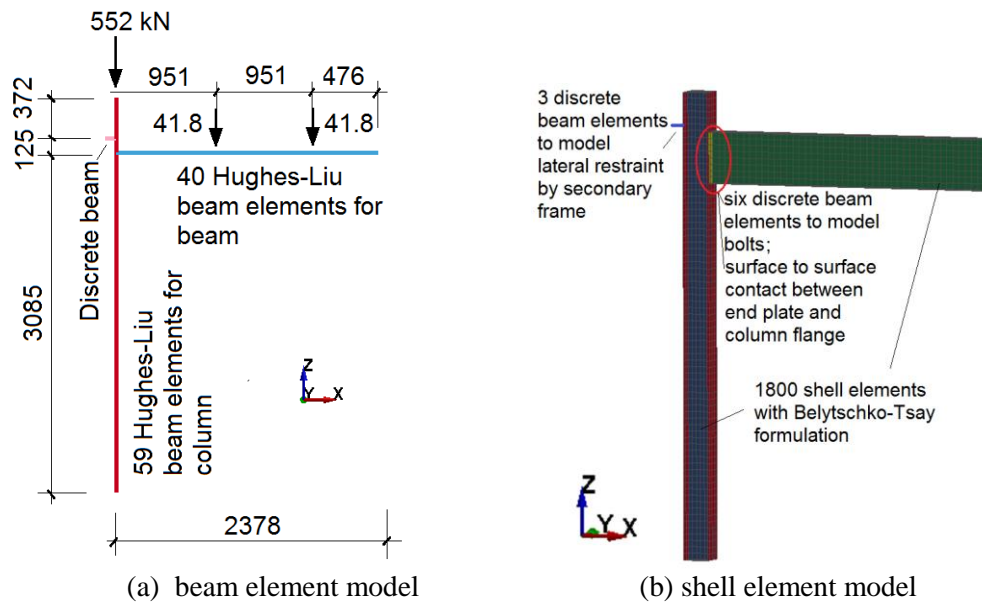 552 kN
951
951
476
372
125
41.8
41.8
Discrete beam
40 Hughes-Liu
beam elements for
beam
3085
59 Hughes-Liu
beam elements for
column
Z
Y
X
2378
(a) beam element model
3 discrete
beam elements
to model
lateral restraint
by secondary
frame
six discrete beam
elements to model
bolts;
surface to surface
contact between
end plate and
column flange
1800 shell elements
with Belytschko-Tsay
formulation
Z
Y
X
(b) shell element model